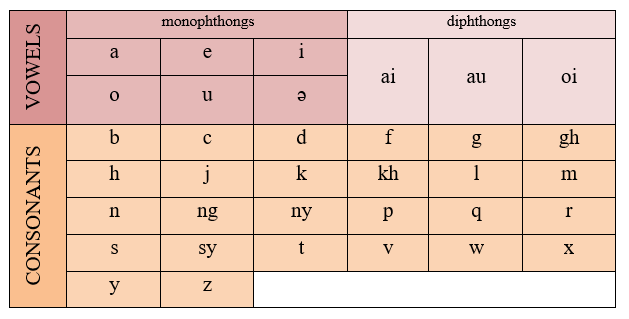 VOWELS
monophthongs diphthongs
a e i ai au oi
o u ə
CONSONANTS
b c d f g gh
h j k kh l m
n ng ny p q r
s sy t v w x
y z